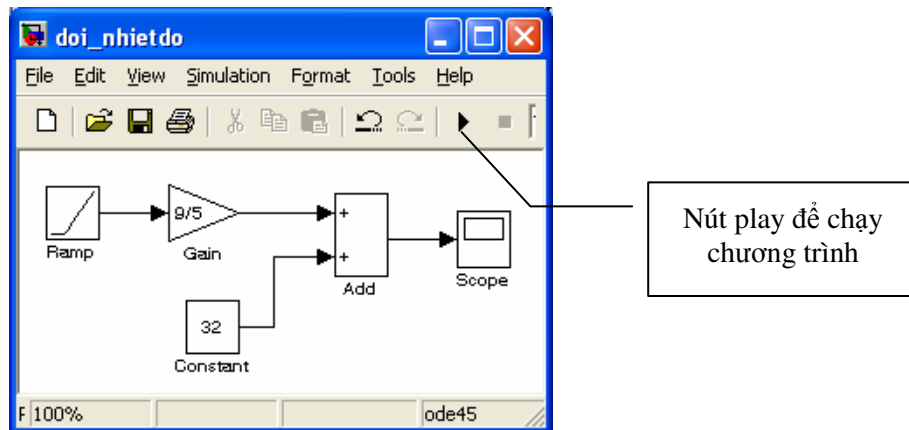 doi_nhietdo
File Edit View Simulation Format Tools Help
9/5
+
+
Ramp
Gain
Add
Scope
32
Constant
Nút play để chạy
chương trình
F 100%
ode45